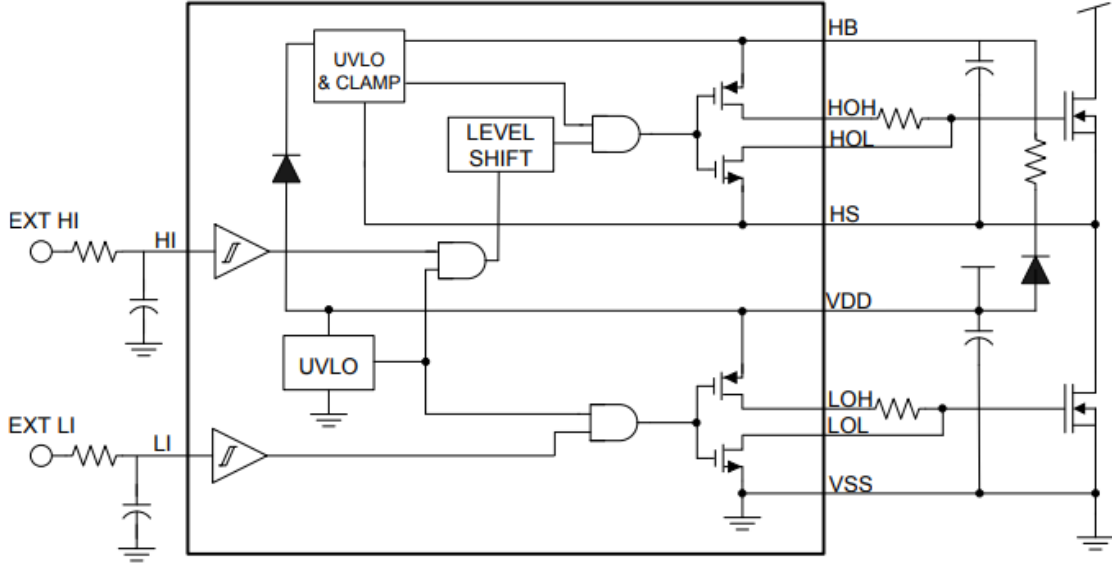 HB
UVLO
& CLAMP
HOH
LEVEL
SHIFT
HOL
EXT HI
HI
HS
VDD
UVLO
LOH
EXT LI
LI
LOL
VSS